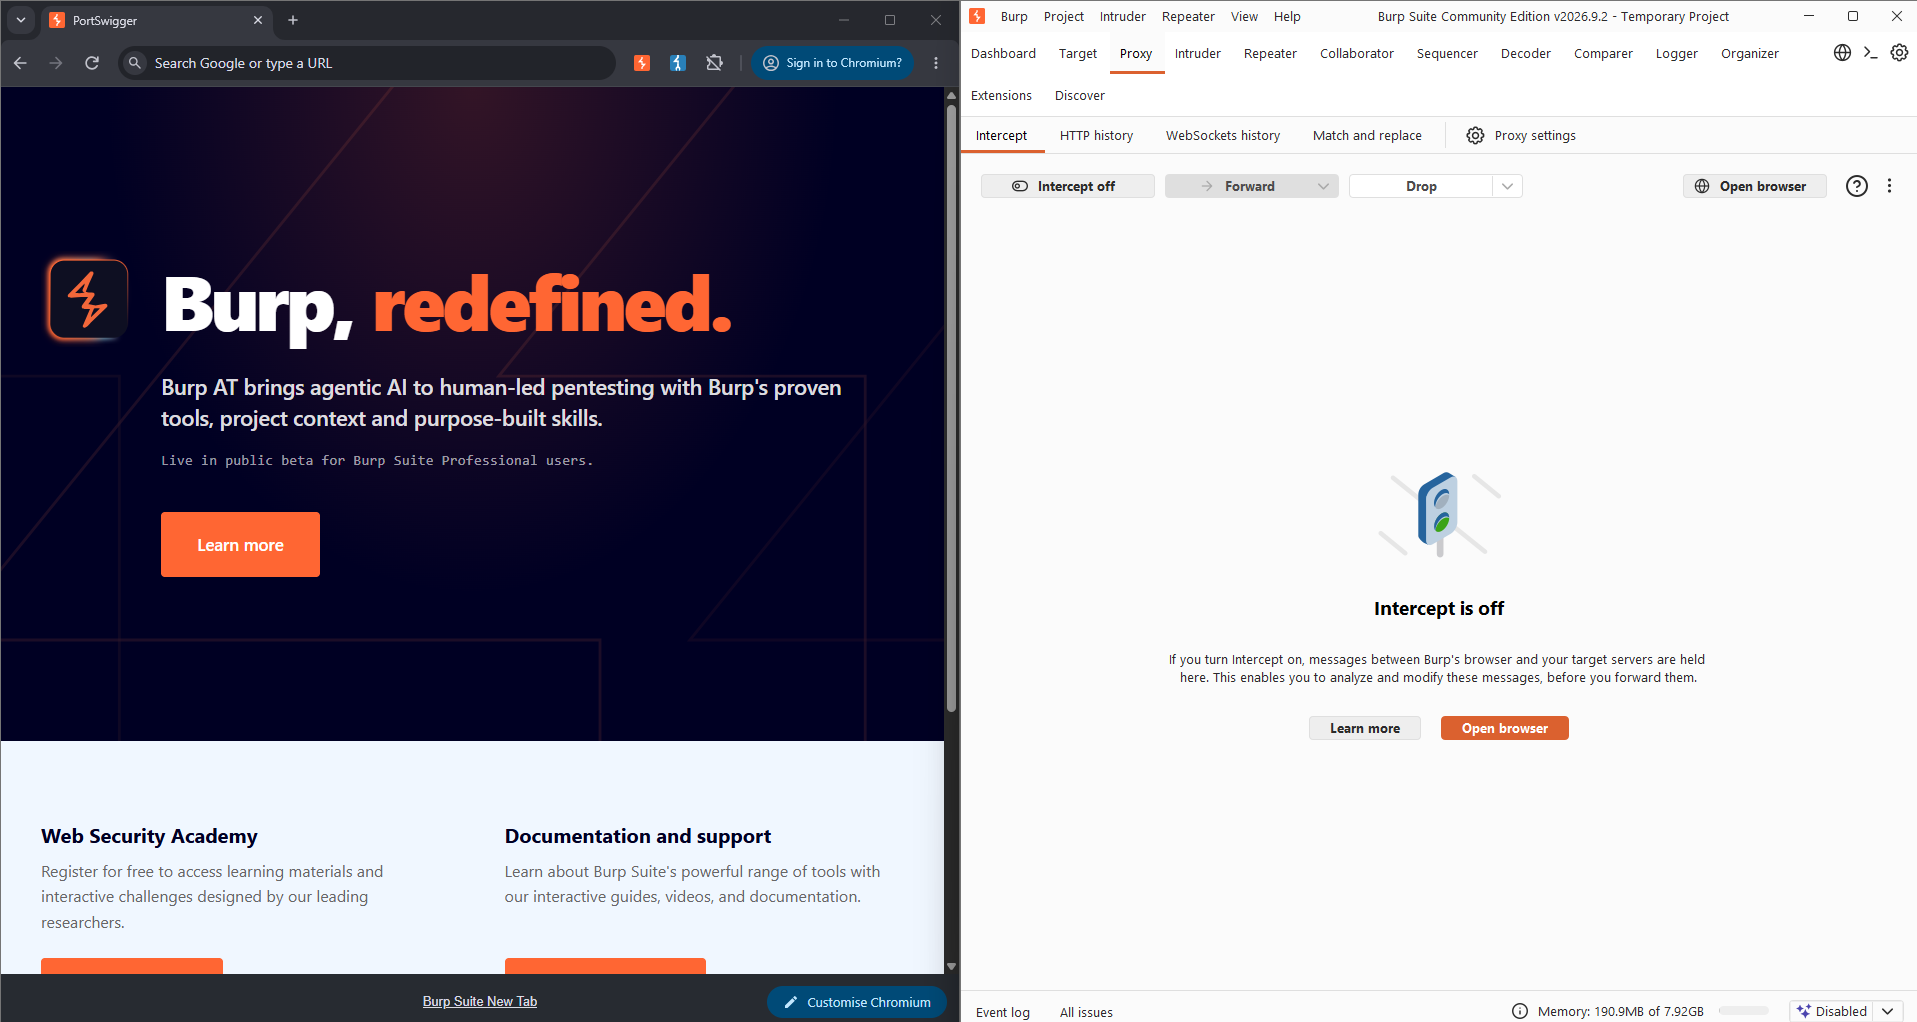 PortSwigger
Search Google or type a URL
Sign in to Chromium?
Burp, redefined.
Burp AT brings agentic AI to human-led pentesting with Burp's proven
tools, project context and purpose-built skills.
Live in public beta for Burp Suite Professional users.
Learn more
Web Security Academy
Register for free to access learning materials and
interactive challenges designed by our leading
researchers.
Documentation and support
Learn about Burp Suite's powerful range of tools with
our interactive guides, videos, and documentation.
Burp Suite New Tab
Customise Chromium
Burp Project Intruder Repeater View Help
Burp Suite Community Edition v2026.9.2 - Temporary Project
Dashboard Target Proxy Intruder Repeater Collaborator Sequencer Decoder Comparer Logger Organizer
Extensions Discover
Intercept HTTP history WebSockets history Match and replace Proxy settings
Intercept off Forward Drop Open browser
Intercept is off
If you turn Intercept on, messages between Burp's browser and your target servers are held
here. This enables you to analyze and modify these messages, before you forward them.
Learn more Open browser
Event log All issues Memory: 190.9MB of 7.92GB Disabled